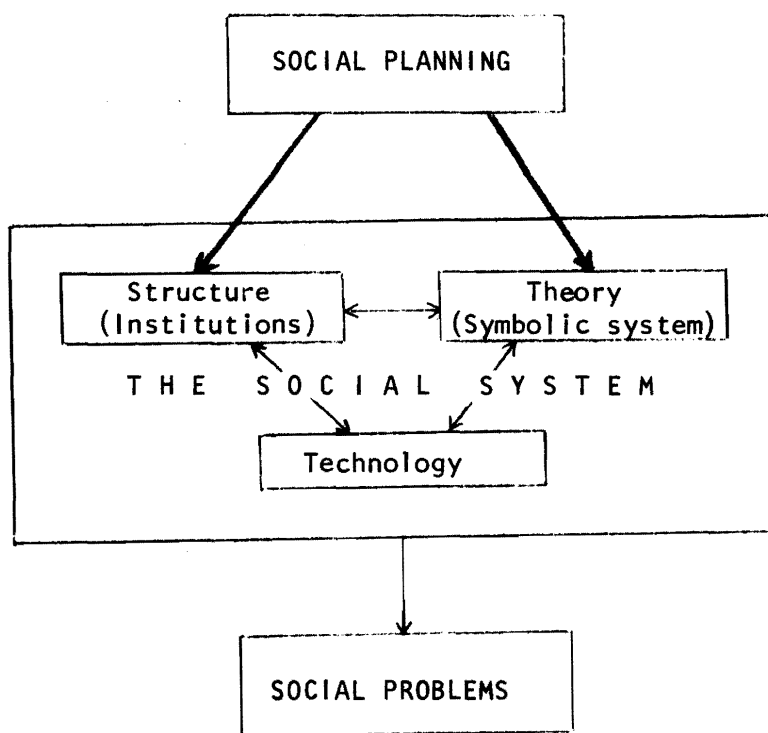 SOCIAL PLANNING
Structure
(Institutions)
Theory
(Symbolic system)
THE SOCIAL SYSTEM
Technology
SOCIAL PROBLEMS